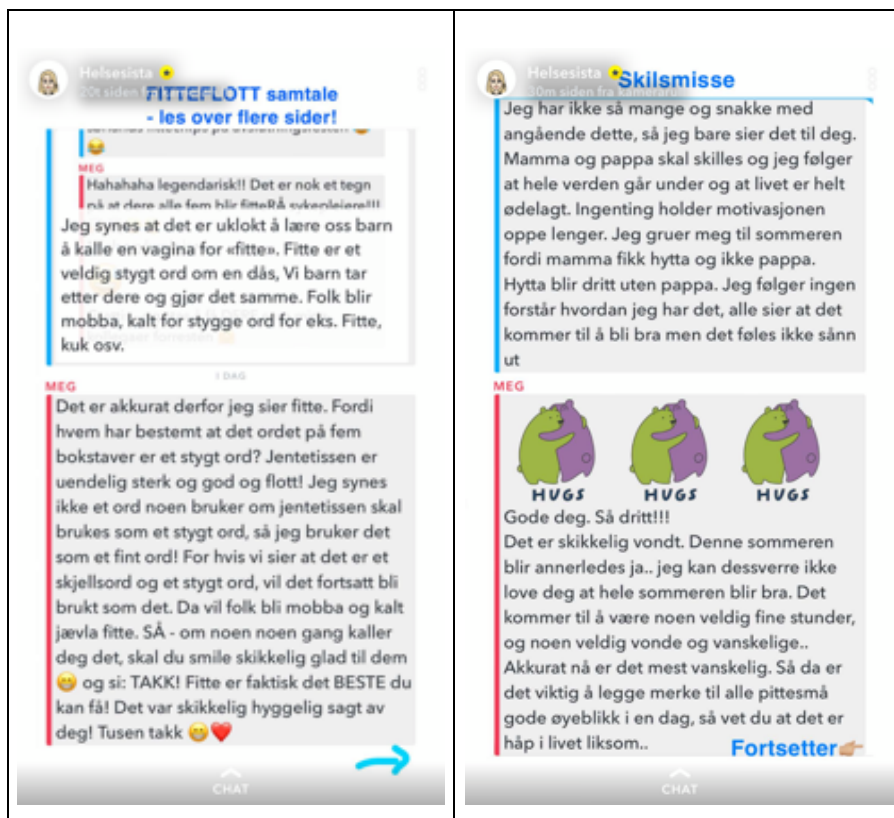 Helsesista
20t siden fra kameraru
FITTEFLOTT samtale
- les over flere sider!
MEG
Hahahaha legendarisk!! Det er nok et tegn
på at dere alle fem blir fitteRÅ sykepleiere!!!
Jeg synes at det er uklokt å lære oss barn
å kalle en vagina for «fitte». Fitte er et
veldig stygt ord om en dås, Vi barn tar
etter dere og gjør det samme. Folk blir
mobba, kalt for stygge ord for eks. Fitte,
kuk osv.
I DAG
MEG
Det er akkurat derfor jeg sier fitte. Fordi
hvem har bestemt at det ordet på fem
bokstaver er et stygt ord? Jentetissen er
uendelig sterk og god og flott! Jeg synes
ikke et ord noen bruker om jentetissen skal
brukes som et stygt ord, så jeg bruker det
som et fint ord! For hvis vi sier at det er et
skjellsord og et stygt ord, vil det fortsatt bli
brukt som det. Da vil folk bli mobba og kalt
jævla fitte. SÅ - om noen noen gang kaller
deg det, skal du smile skikkelig glad til dem
😁 og si: TAKK! Fitte er faktisk det BESTE du
kan få! Det var skikkelig hyggelig sagt av
deg! Tusen takk 😁❤️
CHAT
Helsesista
30m siden fra kameraru
Skilsmisse
Jeg har ikke så mange og snakke med
angående dette, så jeg bare sier det til deg.
Mamma og pappa skal skilles og jeg følger
at hele verden går under og at livet er helt
ødelagt. Ingenting holder motivasjonen
oppe lenger. Jeg gruer meg til sommeren
fordi mamma fikk hytta og ikke pappa.
Hytta blir dritt uten pappa. Jeg følger ingen
forstår hvordan jeg har det, alle sier at det
kommer til å bli bra men det føles ikke sånn
ut
MEG
HUGS HUGS HUGS
Gode deg. Så dritt!!!
Det er skikkelig vondt. Denne sommeren
blir annerledes ja.. jeg kan dessverre ikke
love deg at hele sommeren blir bra. Det
kommer til å være noen veldig fine stunder,
og noen veldig vonde og vanskelige..
Akkurat nå er det mest vanskelig. Så da er
det viktig å legge merke til alle pittesmå
gode øyeblikk i en dag, så vet du at det er
håp i livet liksom..
Fortsetter👉🏼
CHAT